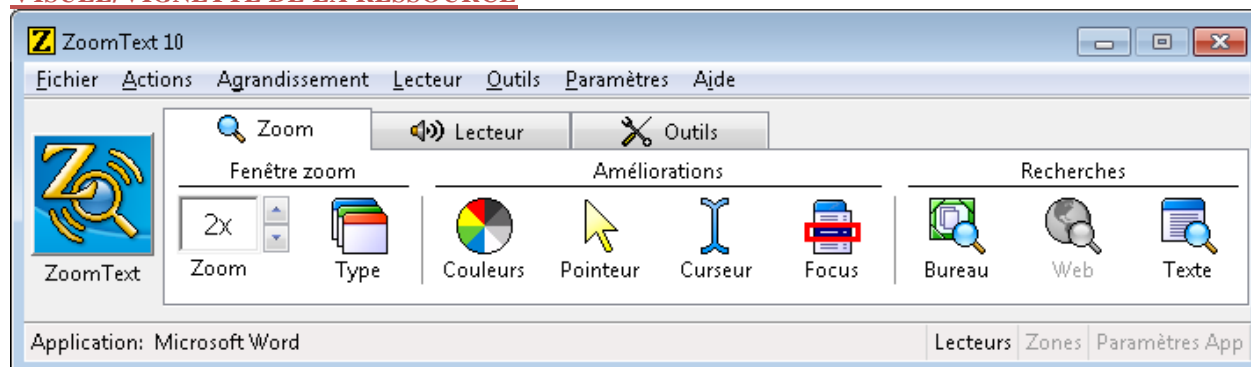 VISUEL/VIGNETTE DE LA RESSOURCE
ZoomText 10
Fichier Actions Agrandissement Lecteur Outils Paramètres Aide
Zoom Lecteur Outils
Fenêtre zoom Améliorations Recherches
2x
Zoom Type Couleurs Pointeur Curseur Focus Bureau Web Texte
ZoomText
Application: Microsoft Word Lecteurs Zones Paramètres App